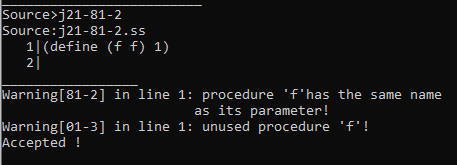 Source>j21-81-2
Source:j21-81-2.ss
1|(define (f f) 1)
2|
Warning[81-2] in line 1: procedure 'f'has the same name
as its parameter!
Warning[01-3] in line 1: unused procedure 'f'!
Accepted !